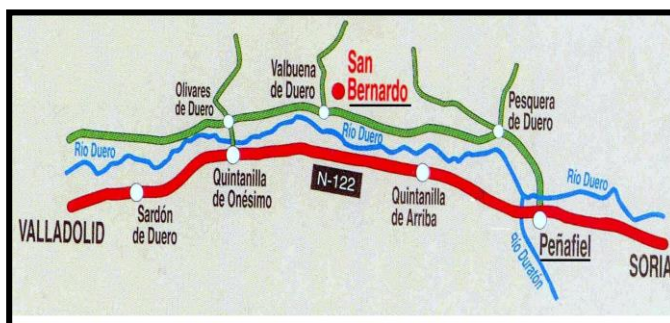 Olivares
de Duero
Valbuena
de Duero
San
Bernardo
Pesquera
de Duero
Río Duero
Río Duero
Río Duero
VALLADOLID
Sardón
de Duero
Quintanilla
de Onésimo
N-122
Quintanilla
de Arriba
Río Duratón
Peñafiel
SORIA